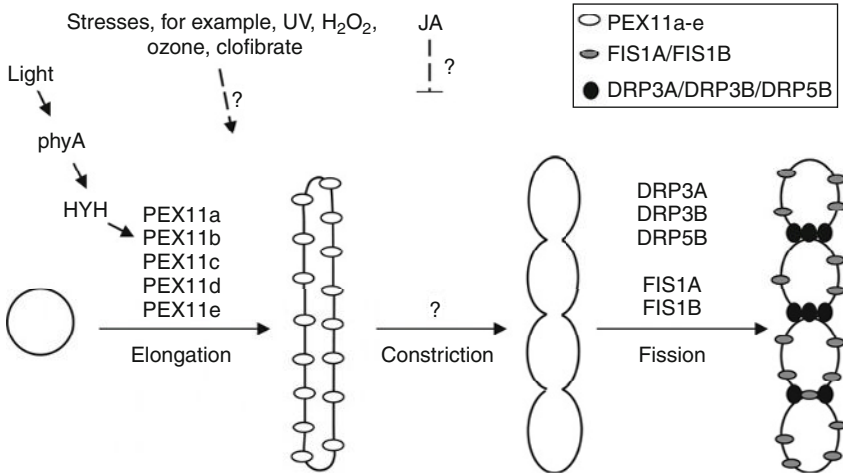 Stresses, for example, UV, H₂O₂,
ozone, clofibrate
JA
?
?
Light
phyA
HYH
PEX11a
PEX11b
PEX11c
PEX11d
PEX11e
Elongation
?
Constriction
DRP3A
DRP3B
DRP5B
FIS1A
FIS1B
Fission
PEX11a-e
FIS1A/FIS1B
DRP3A/DRP3B/DRP5B